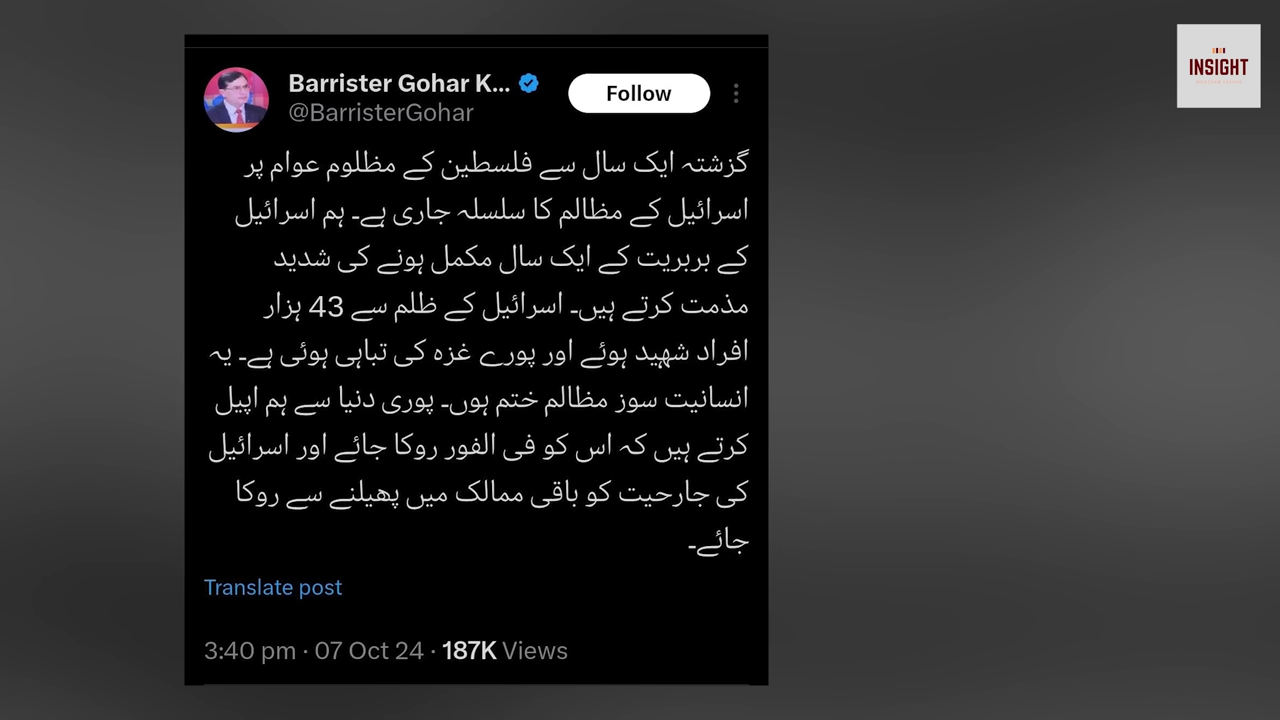 Barrister Gohar K...
@BarristerGohar
Follow
INSIGHT
گزشتہ ایک سال سے فلسطین کے مظلوم عوام پر
اسرائیل کے مظالم کا سلسلہ جاری ہے۔ ہم اسرائیل
کے بربریت کے ایک سال مکمل ہونے کی شدید
مذمت کرتے ہیں۔ اسرائیل کے ظلم سے 43 ہزار
افراد شھید ہوئے اور پورے غزہ کی تباہی ہوئی ہے۔ یہ
انسانیت سوز مظالم ختم ہوں۔ پوری دنیا سے ہم اپیل
کرتے ہیں کہ اس کو فی الفور روکا جائے اور اسرائیل
کی جارحیت کو باقی ممالک میں پھیلنے سے روکا
جائے۔
Translate post
3:40 pm · 07 Oct 24 · 187K Views